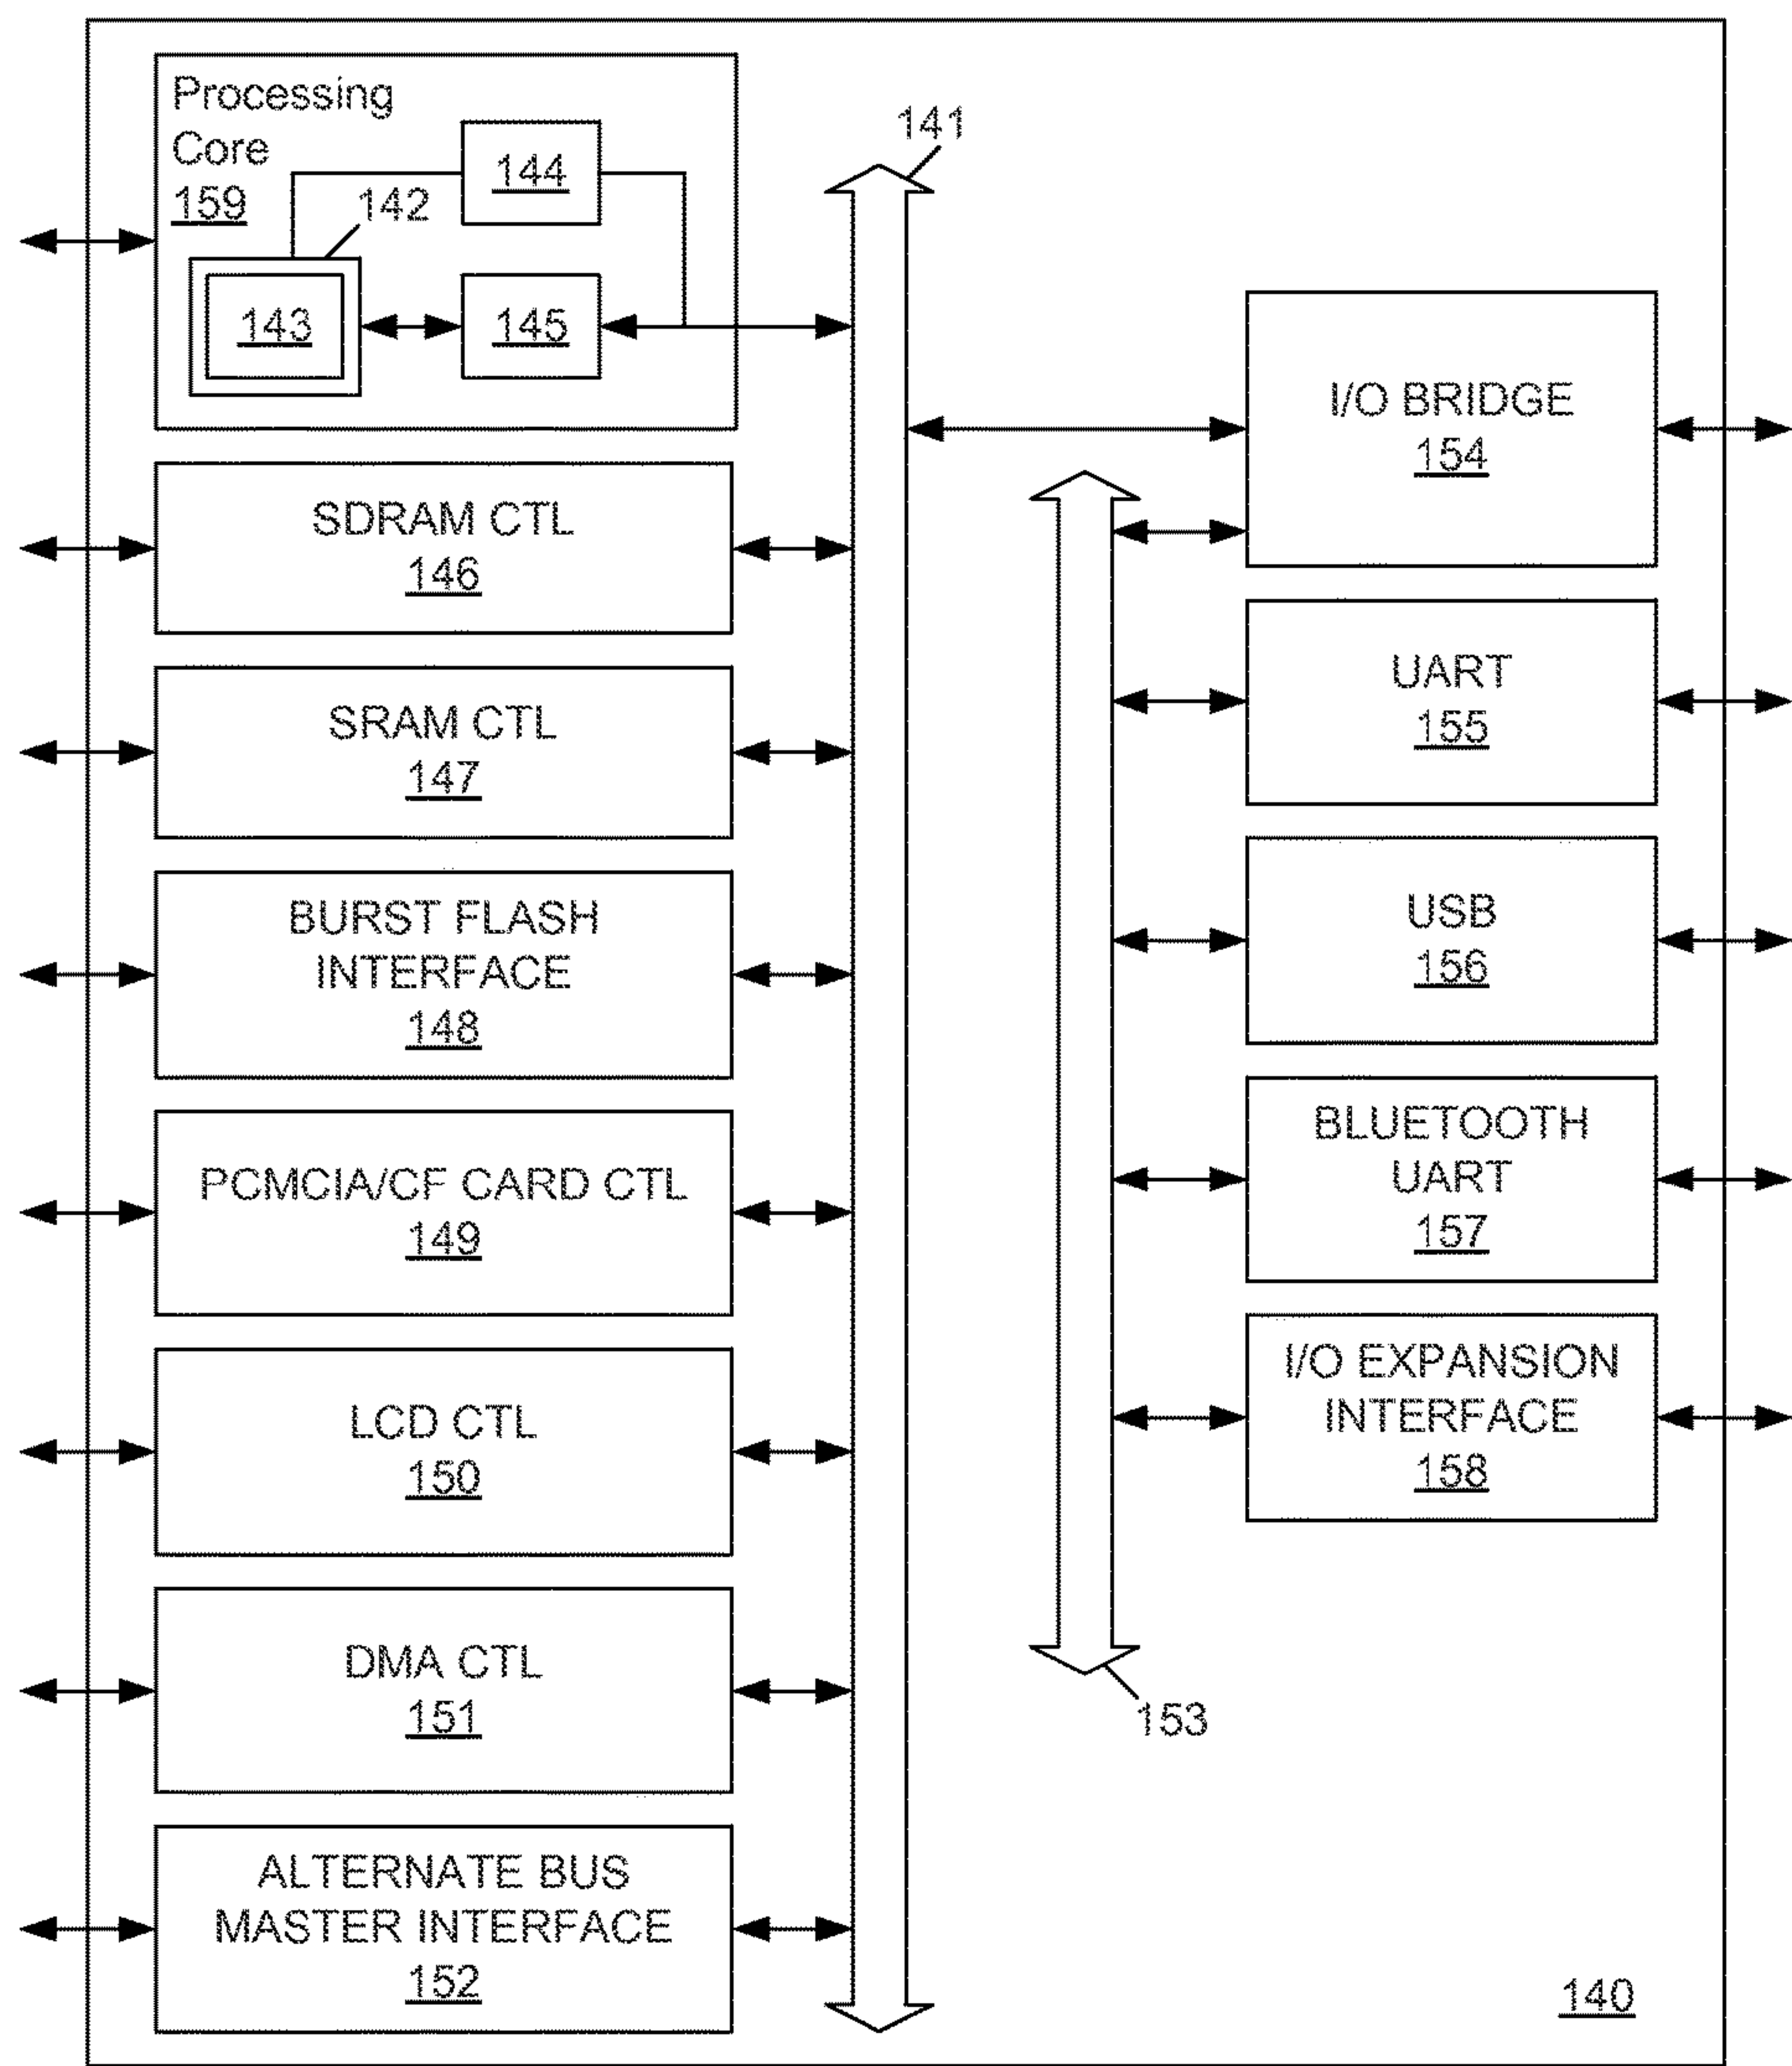 Processing
Core
159
142
144
143
145
141
SDRAM CTL
146
SRAM CTL
147
BURST FLASH
INTERFACE
148
PCMCIA/CF CARD CTL
149
LCD CTL
150
DMA CTL
151
ALTERNATE BUS
MASTER INTERFACE
152
I/O BRIDGE
154
UART
155
USB
156
BLUETOOTH
UART
157
I/O EXPANSION
INTERFACE
158
153
140